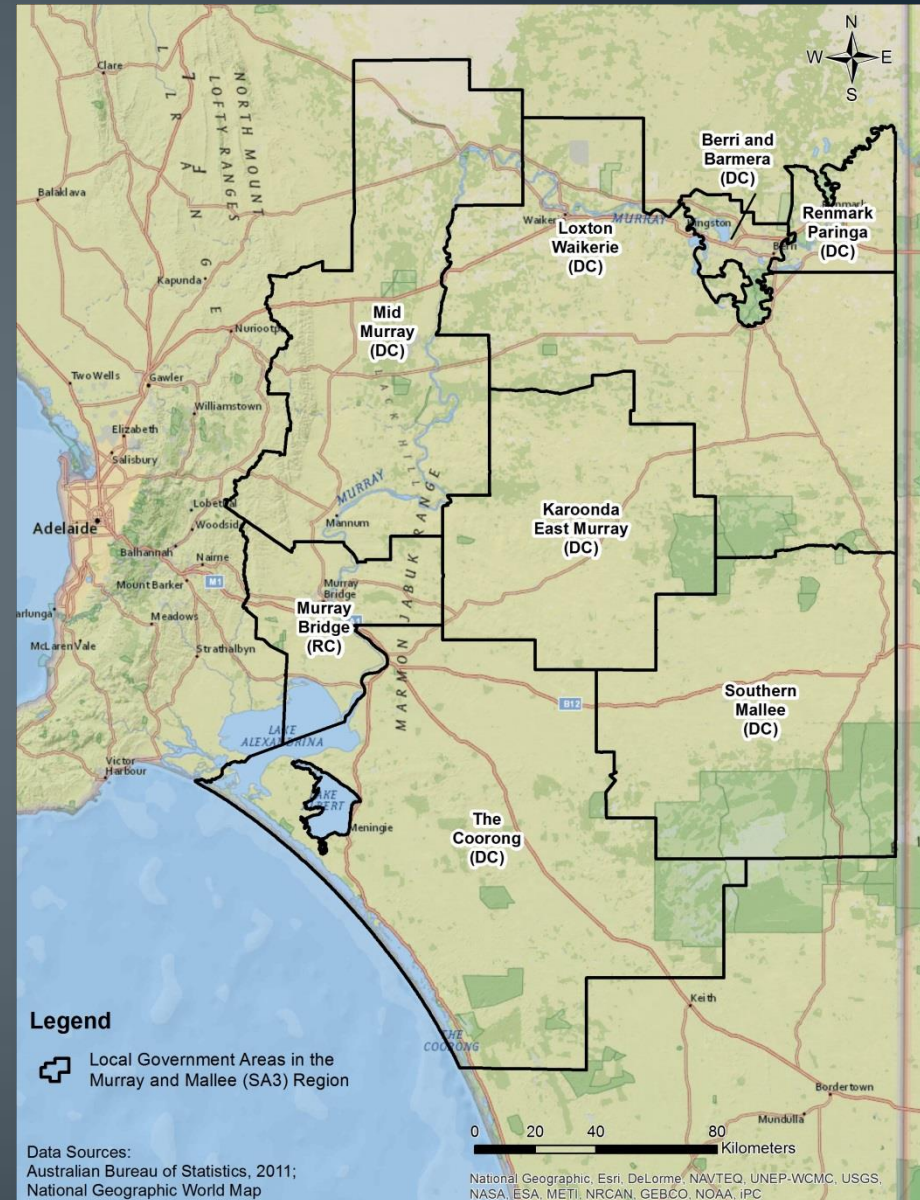 N
W E
S
Clare
NORTH MOUNT
LOFTY RANGES
Balaklava
Kapunda
Two Wells
Gawler
Williamstown
Elizabeth
Salisbury
Adelaide
Woodsid
Balhannah
Nairne
Mount Barker
M1
Meadows
McLaren Vale
Strathalbyn
Victor
Harbour
Mid
Murray
(DC)
MURRAY
Mannum
Murray
Bridge
Murray
Bridge
(RC)
MARMON JABUK RANGE
LAKE
ALEXANDRINA
Meningie
Waiker
MURRAY
Loxton
Waikerie
(DC)
Berri and
Barmera
(DC)
Renmark
Paringa
(DC)
Karoonda
East Murray
(DC)
B12
Southern
Mallee
(DC)
The
Coorong
(DC)
THE
COORONG
Keith
Bordertown
Mundulla
Legend
Local Government Areas in the
Murray and Mallee (SA3) Region
Data Sources:
Australian Bureau of Statistics, 2011;
National Geographic World Map
0 20 40 80
Kilometers
National Geographic, Esri, DeLorme, NAVTEQ, UNEP-WCMC, USGS,
NASA, ESA, METI, NRCAN, GEBCO, NOAA, iPC